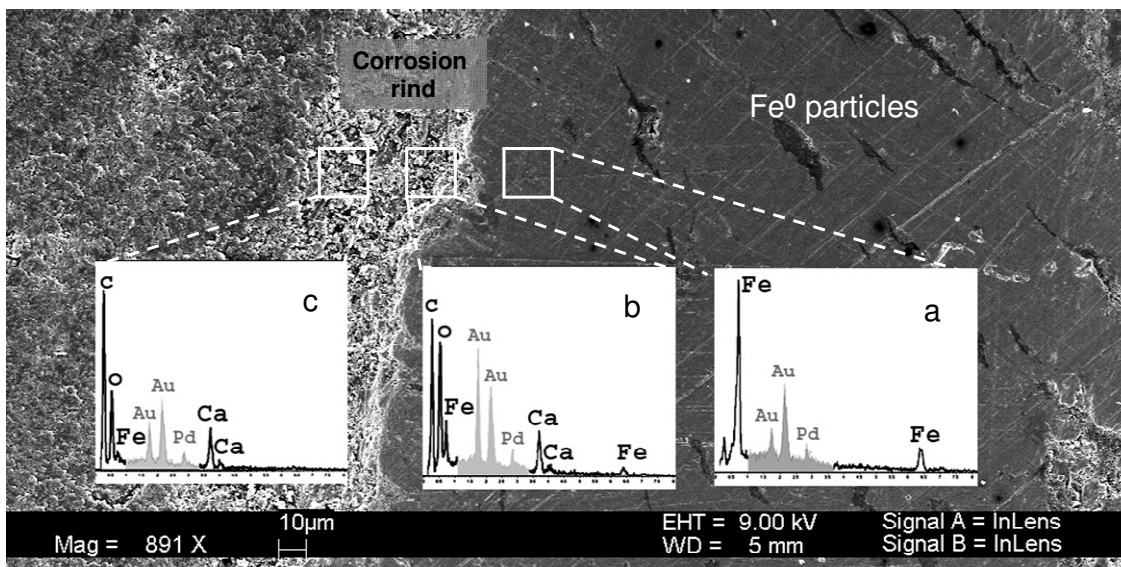 Corrosion
rind
Fe⁰ particles
c
C
O
Fe
Au
Au
Pd
Ca
Ca
b
C
O
Fe
Au
Au
Pd
Ca
Ca
Fe
a
Fe
Au
Au
Pd
Fe
10µm
Mag = 891 X
EHT = 9.00 kV
WD = 5 mm
Signal A = InLens
Signal B = InLens